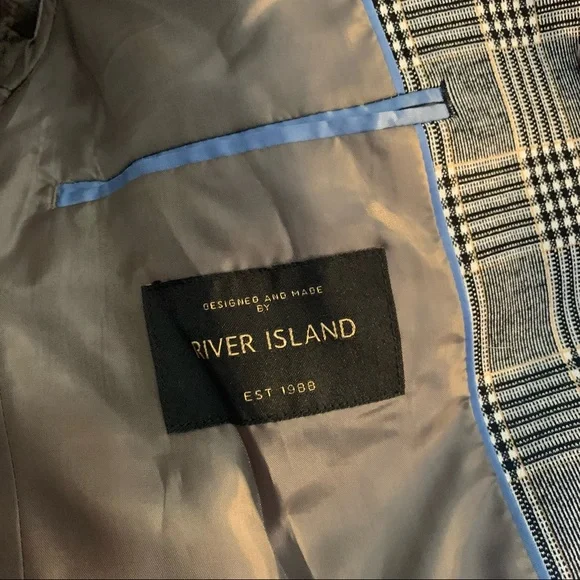 DESIGNED AND MADE
BY
RIVER ISLAND
EST 1988